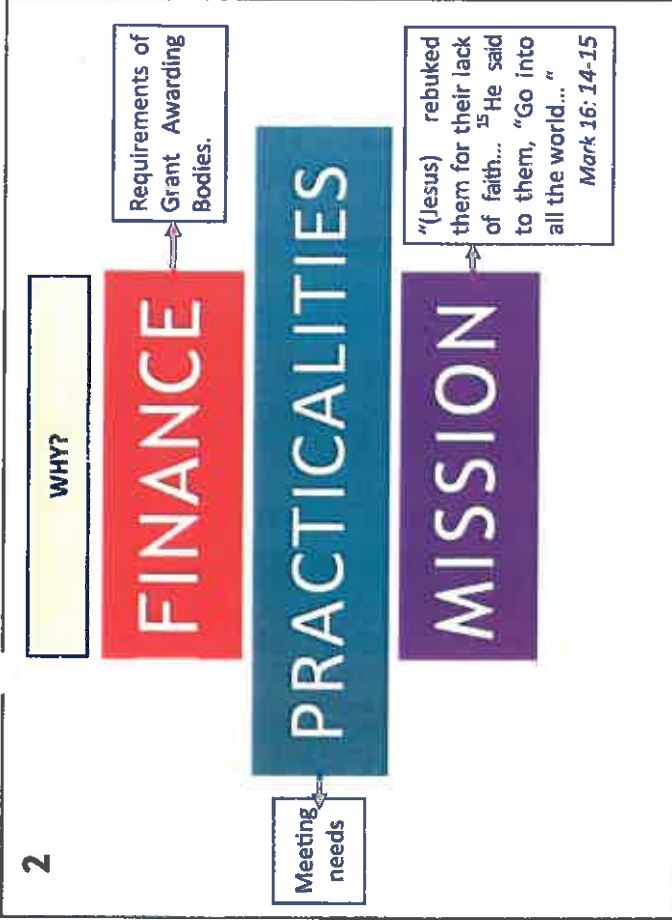 2
WHY?
FINANCE
Requirements of
Grant Awarding
Bodies.
Meeting
needs
PRACTICALITIES
MISSION
"(Jesus) rebuked
them for their lack
of faith... ¹⁵He said
to them, "Go into
all the world..."
Mark 16: 14-15